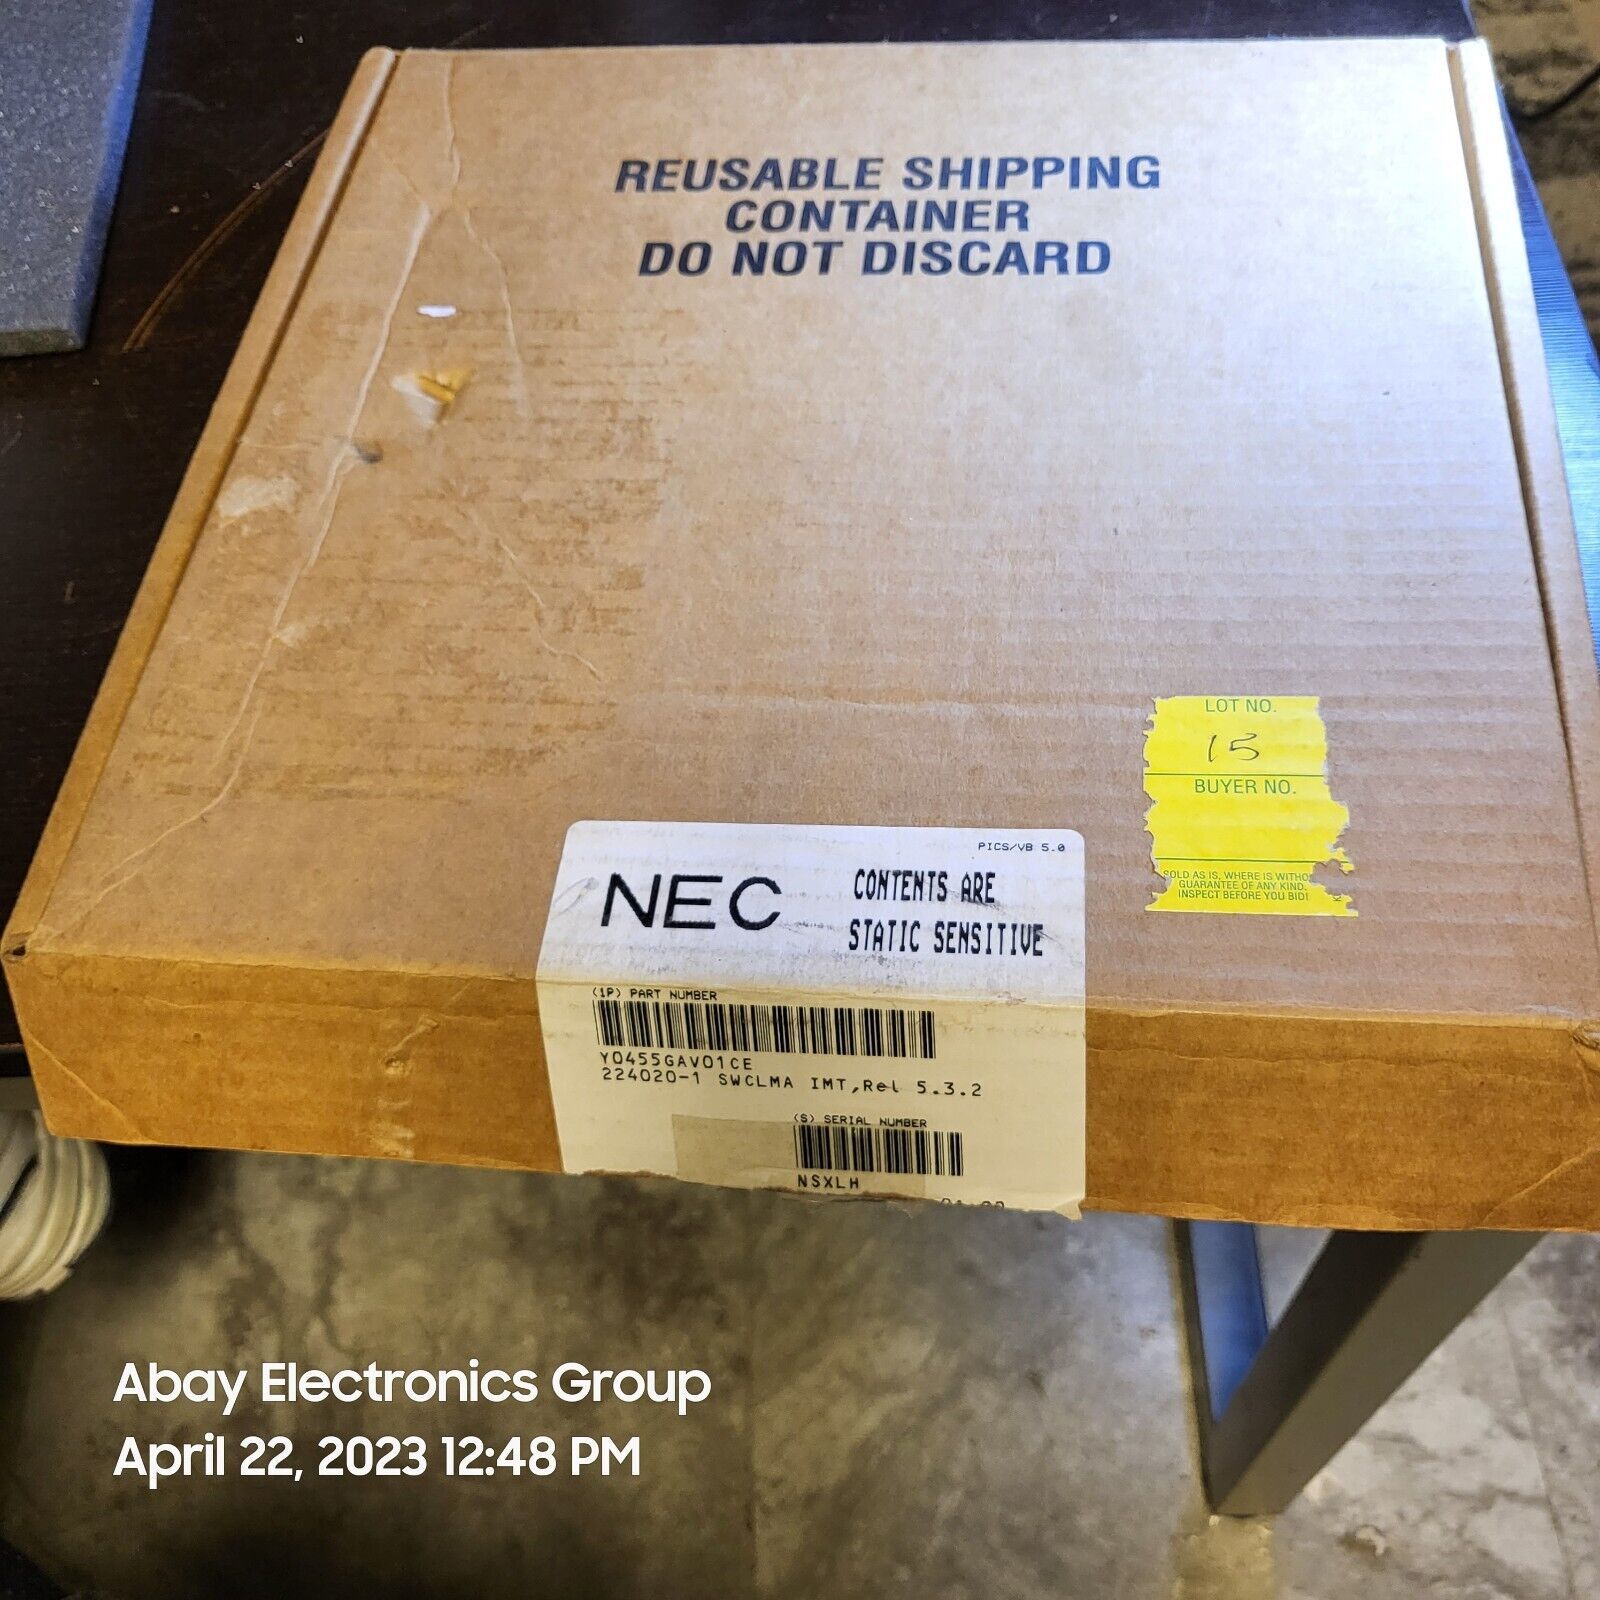 REUSABLE SHIPPING
CONTAINER
DO NOT DISCARD
LOT NO.
15
BUYER NO.
SOLD AS IS, WHERE IS
GUARANTEE OF ANY KIND.
INSPECT BEFORE YOU BID!
PICS/VB 5.0
NEC
CONTENTS ARE
STATIC SENSITIVE
(1P) PART NUMBER
Y0455GAV01CE
224020-1 SWCLMA IMT,Rel 5.3.2
(S) SERIAL NUMBER
NSXLH
Abay Electronics Group
April 22, 2023 12:48 PM